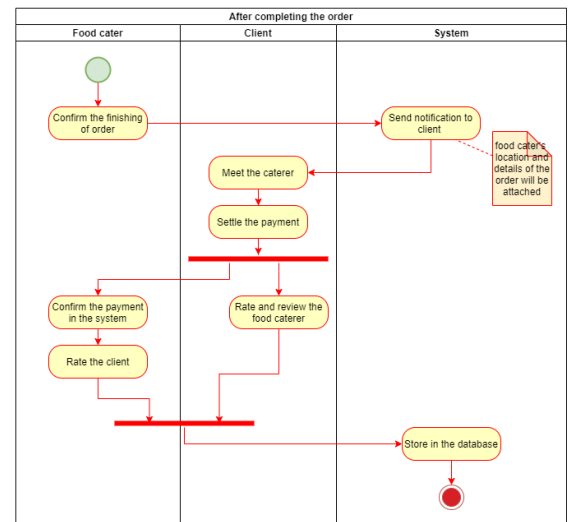 After completing the order
Food cater
Client
System
Confirm the finishing
of order
Send notification to
client
food cater's
location and
details of the
order will be
attached
Meet the caterer
Settle the payment
Confirm the payment
in the system
Rate and review the
food caterer
Rate the client
Store in the database